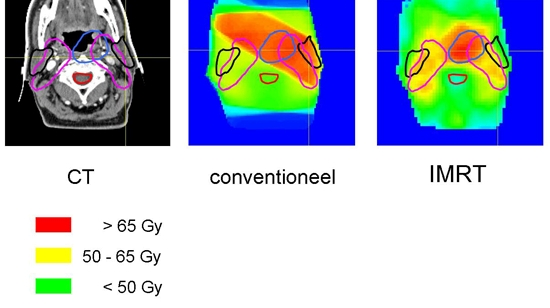 CT
conventioneel
IMRT
> 65 Gy
50 - 65 Gy
< 50 Gy